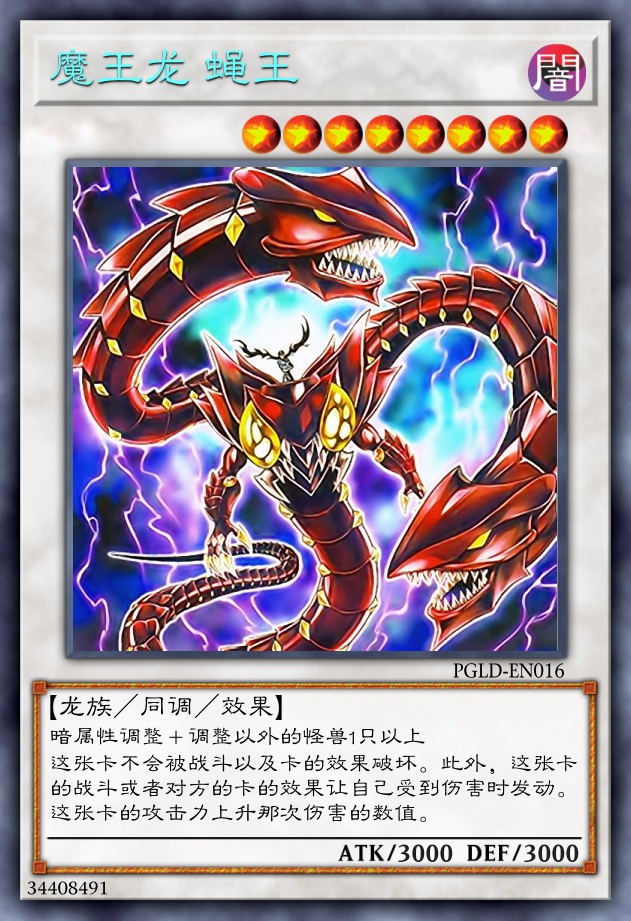 魔王龙 蝇王
闇
PGLD-EN016
【龙族／同调／效果】
暗属性调整＋调整以外的怪兽1只以上
这张卡不会被战斗以及卡的效果破坏。此外，这张卡
的战斗或者对方的卡的效果让自己受到伤害时发动。
这张卡的攻击力上升那次伤害的数值。
ATK/3000 DEF/3000
34408491